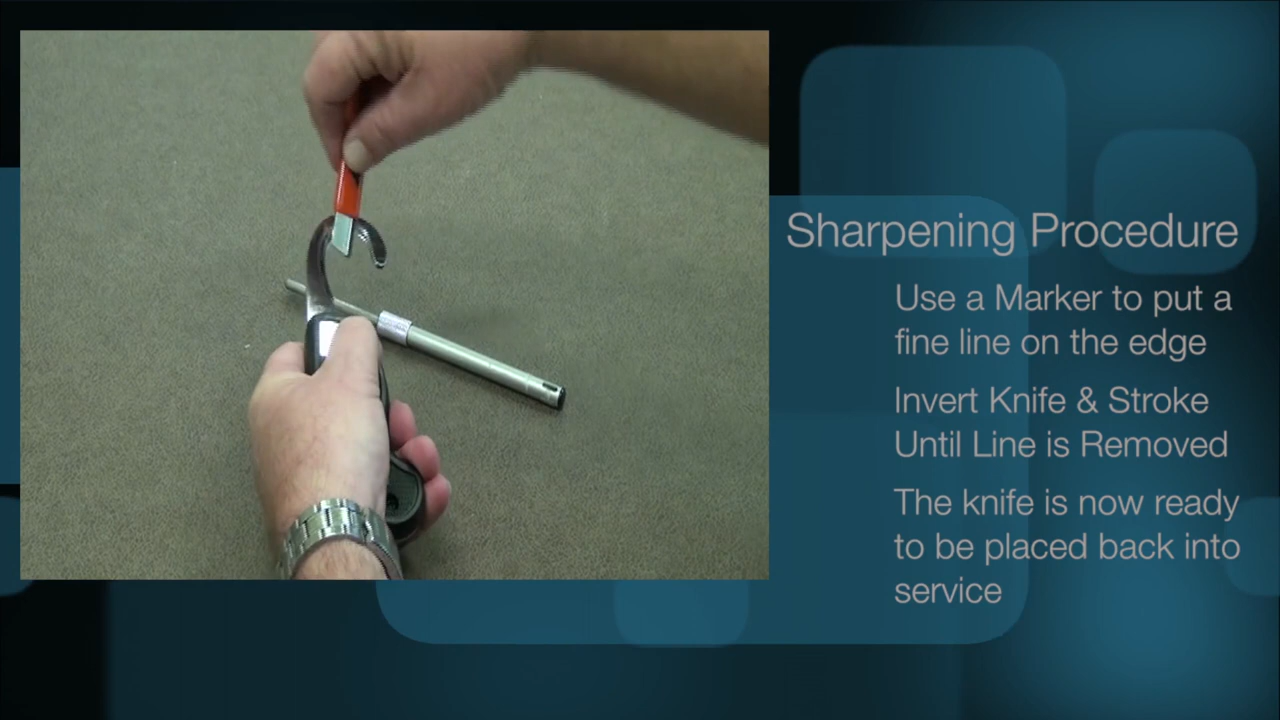 Sharpening Procedure
Use a Marker to put a
fine line on the edge
Invert Knife & Stroke
Until Line is Removed
The knife is now ready
to be placed back into
service